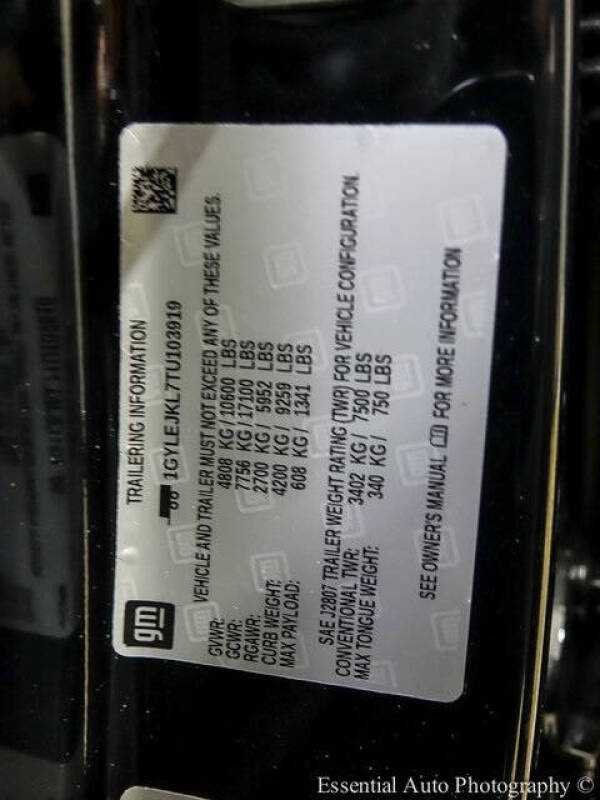 gm
TRAILERING INFORMATION
1GYLEJKL7TU103919
VEHICLE AND TRAILER MUST NOT EXCEED ANY OF THESE VALUES.
GVWR: 4808 KG / 10600 LBS
GCWR: 7756 KG / 17100 LBS
RGAWR: 2700 KG / 5952 LBS
CURB WEIGHT: 4200 KG / 9259 LBS
MAX PAYLOAD: 608 KG / 1341 LBS
SAE J2807 TRAILER WEIGHT RATING (TWR) FOR VEHICLE CONFIGURATION.
CONVENTIONAL TWR: 3402 KG / 7500 LBS
MAX TONGUE WEIGHT: 340 KG / 750 LBS
SEE OWNER'S MANUAL FOR MORE INFORMATION
Essential Auto Photography ©